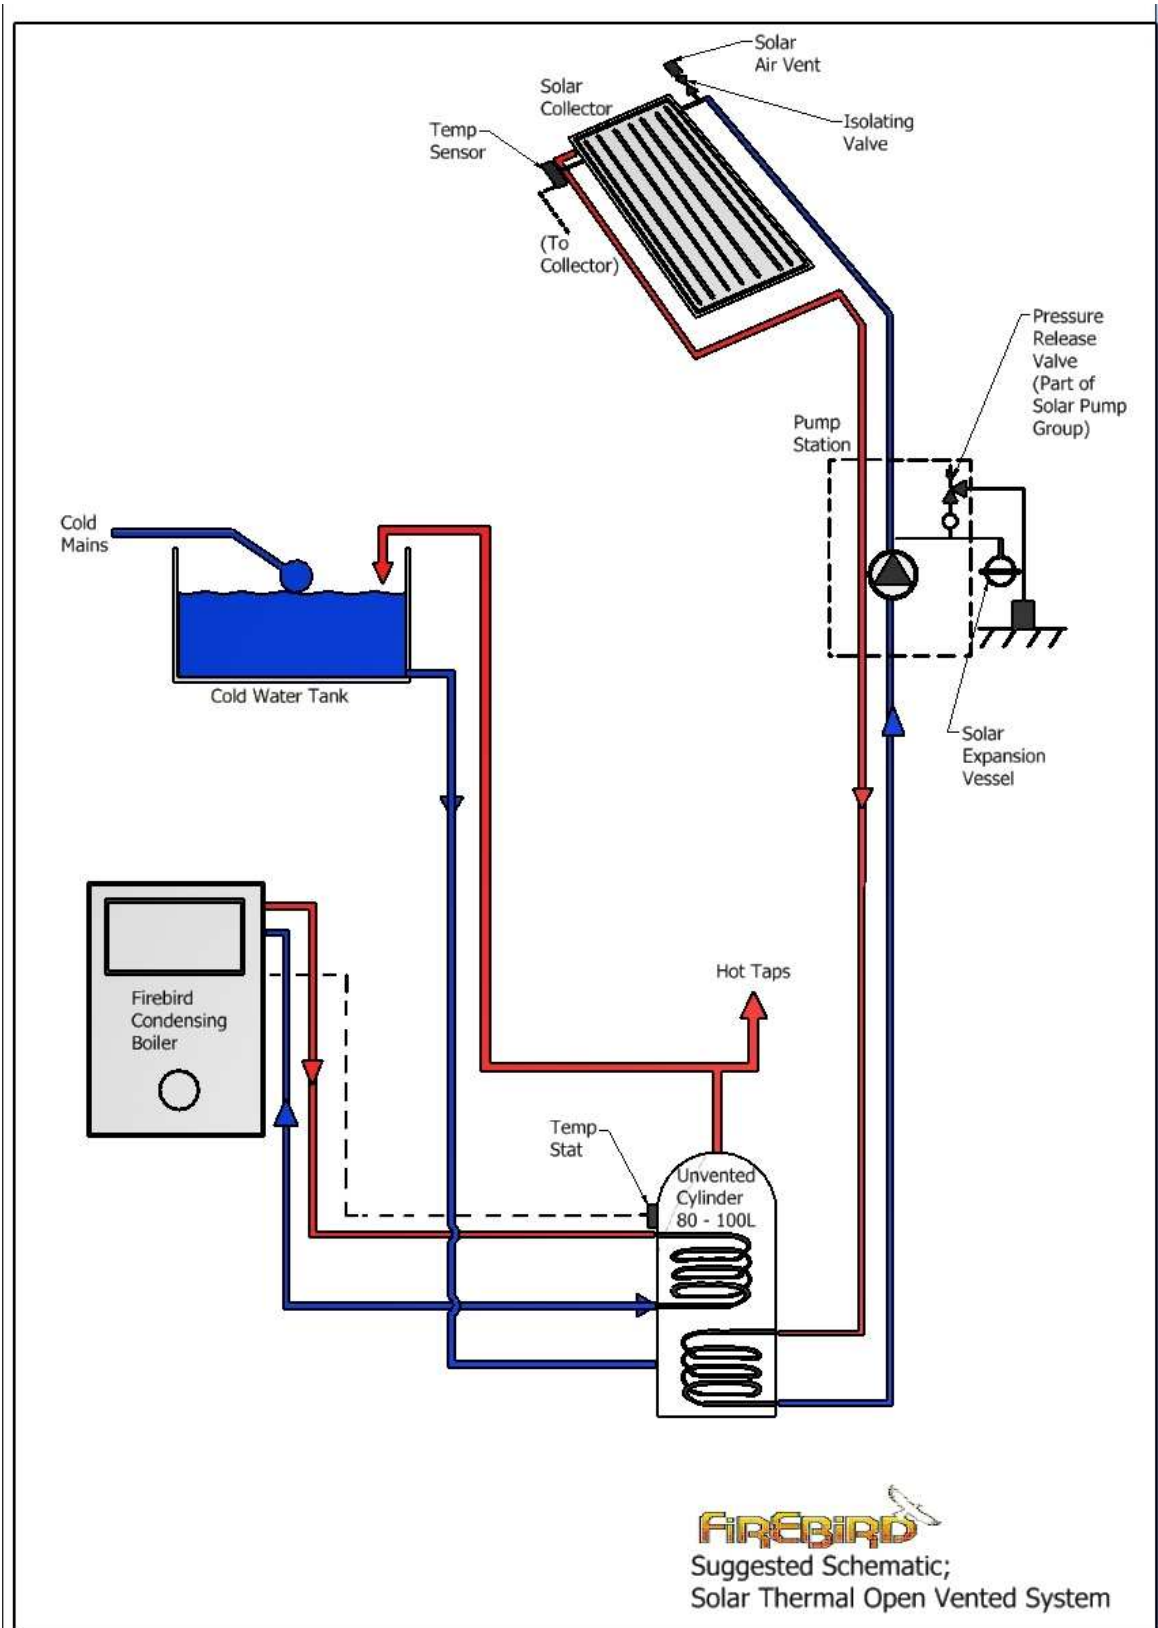 Solar
Air Vent
Solar
Collector
Isolating
Valve
Temp
Sensor
(To
Collector)
Pressure
Release
Valve
(Part of
Solar Pump
Group)
Pump
Station
Cold
Mains
Cold Water Tank
Solar
Expansion
Vessel
Hot Taps
Firebird
Condensing
Boiler
Temp
Stat
Unvented
Cylinder
80 - 100L
FiREBiRD
Suggested Schematic;
Solar Thermal Open Vented System